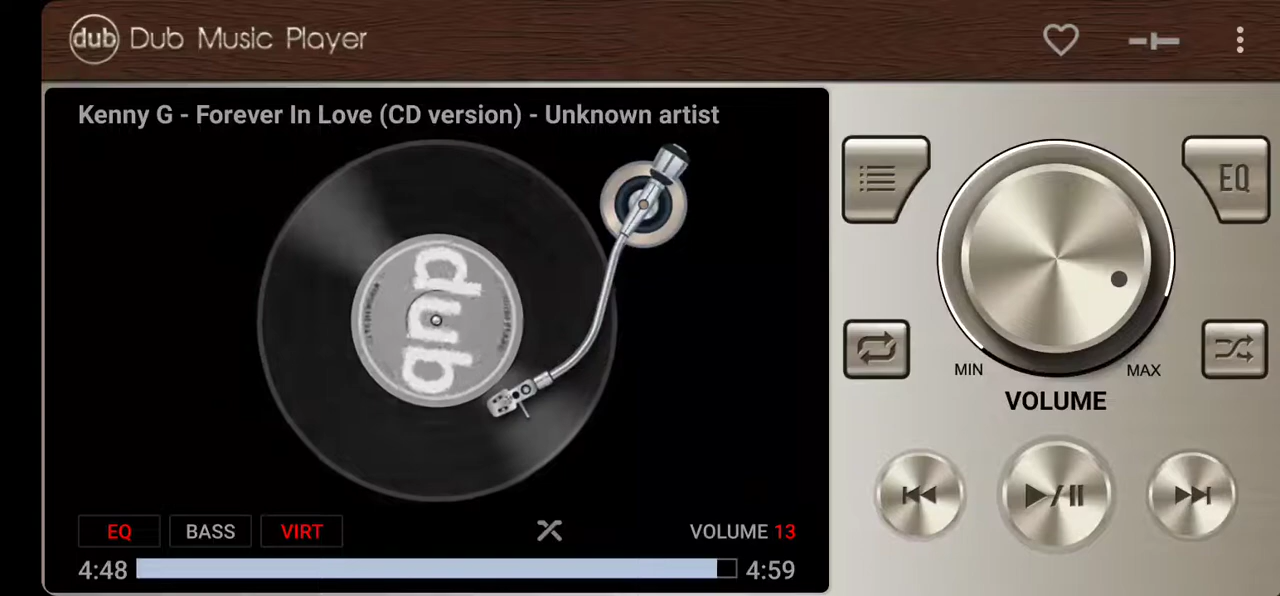 dub Dub Music Player
Kenny G - Forever In Love (CD version) - Unknown artist
dub
EQ
MIN
MAX
VOLUME
EQ BASS VIRT
VOLUME 13
4:48
4:59